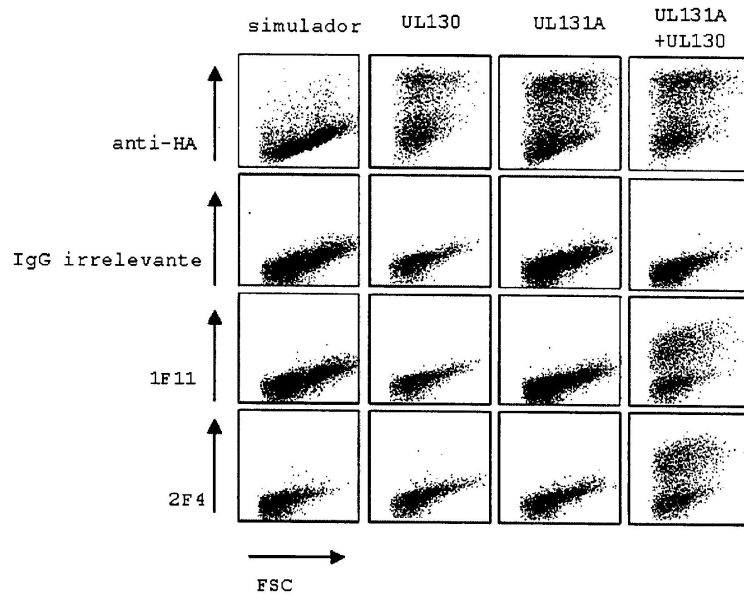 simulador UL130 UL131A UL131A
+UL130
anti-HA
IgG irrelevante
1F11
2F4
FSC